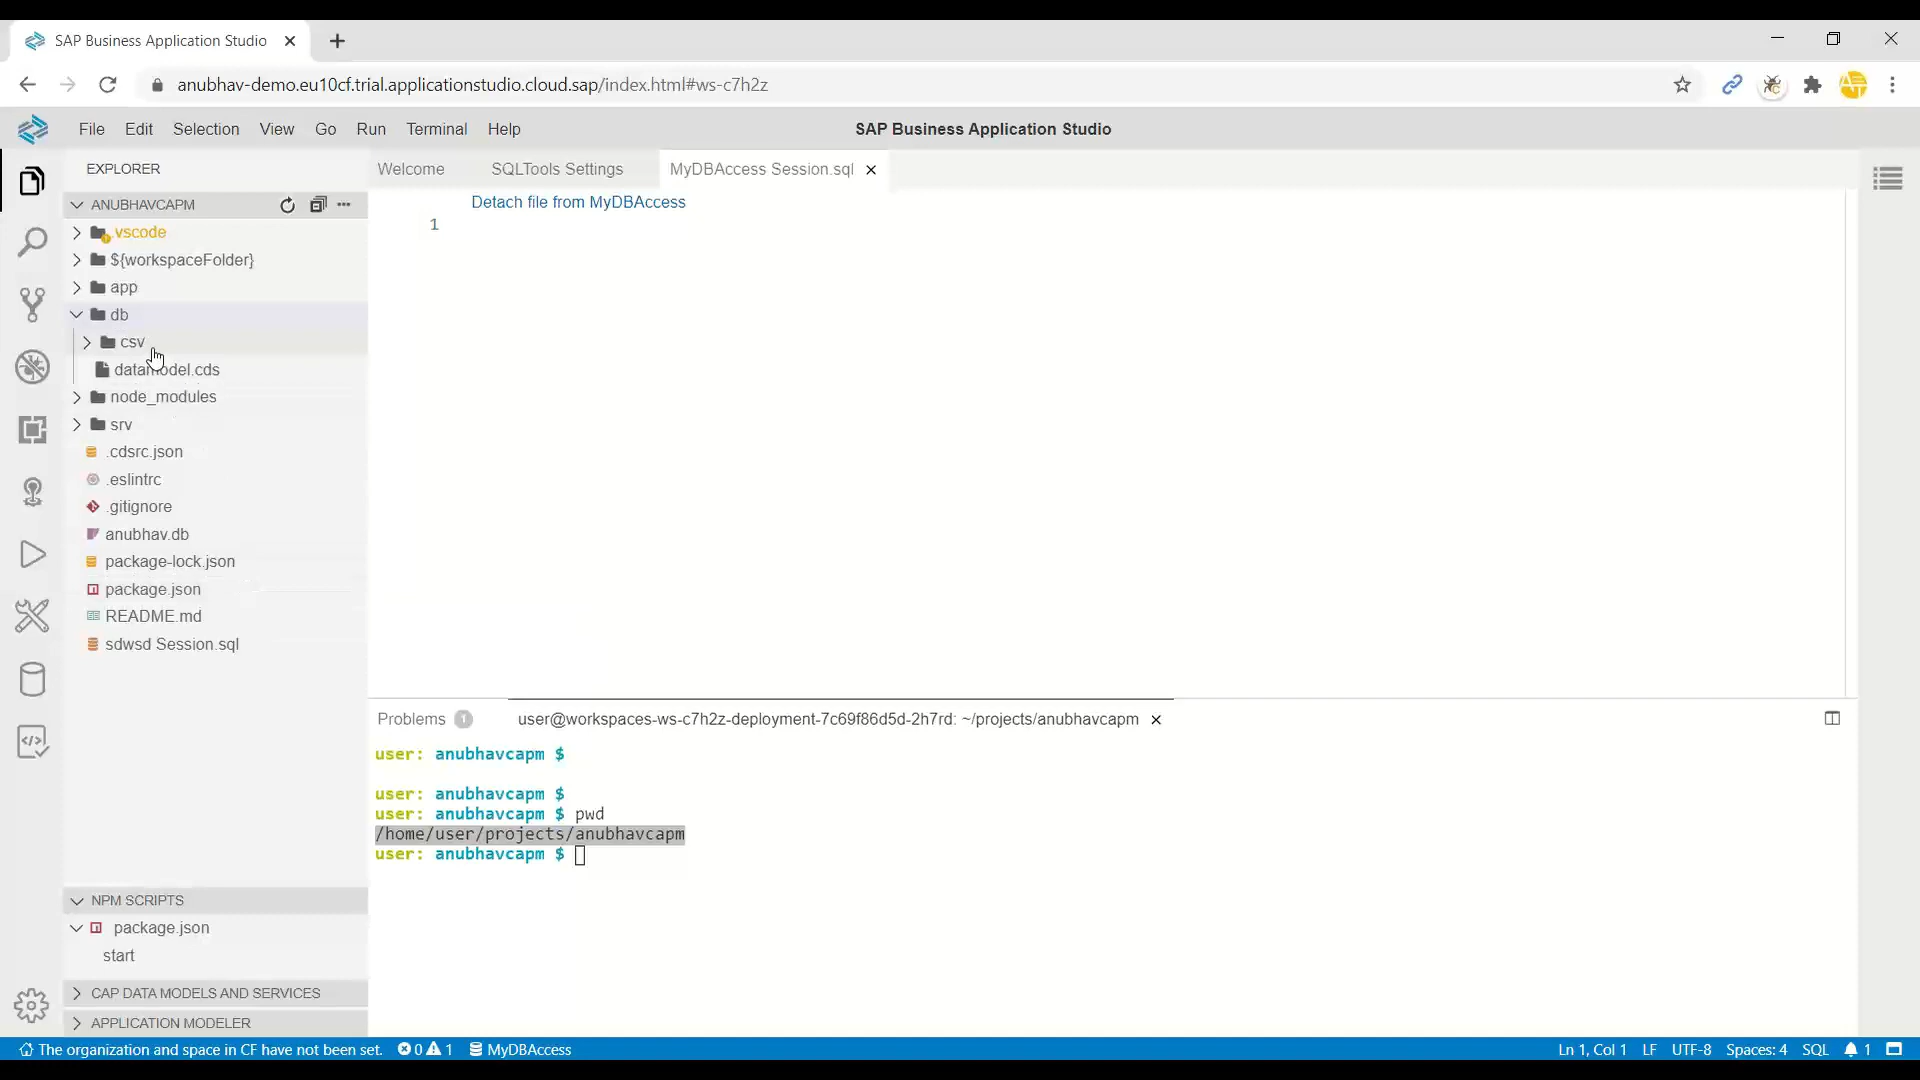 SAP Business Application Studio
anubhav-demo.eu10cf.trial.applicationstudio.cloud.sap/index.html#ws-c7h2z
File Edit Selection View Go Run Terminal Help
SAP Business Application Studio
EXPLORER
ANUBHAVCAPM
.vscode
${workspaceFolder}
app
db
csv
datamodel.cds
node_modules
srv
.cdsrc.json
.eslintrc
.gitignore
anubhav.db
package-lock.json
package.json
README.md
sdwsd Session.sql
NPM SCRIPTS
package.json
start
CAP DATA MODELS AND SERVICES
APPLICATION MODELER
Welcome SQLTools Settings MyDBAccess Session.sql
Detach file from MyDBAccess
1
Problems 1 user@workspaces-ws-c7h2z-deployment-7c69f86d5d-2h7rd: ~/projects/anubhavcapm
user: anubhavcapm $
user: anubhavcapm $
user: anubhavcapm $ pwd
/home/user/projects/anubhavcapm
user: anubhavcapm $
The organization and space in CF have not been set. 0 1 MyDBAccess Ln 1, Col 1 LF UTF-8 Spaces: 4 SQL 1